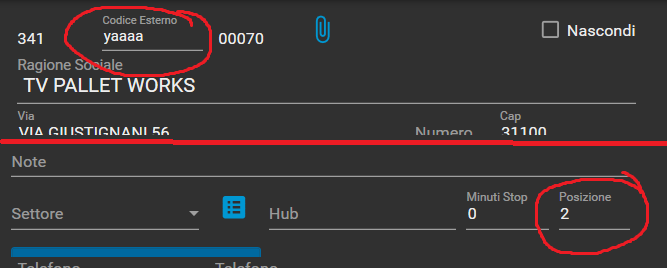 Codice Esterno
341 yaaaa 00070 Nascondi
Ragione Sociale
TV PALLET WORKS
Via Cap
VIA GIUSTIGNANI 56 Numero 31100
Note
Minuti Stop Posizione
Settore Hub 0 2
Telefono Telefono